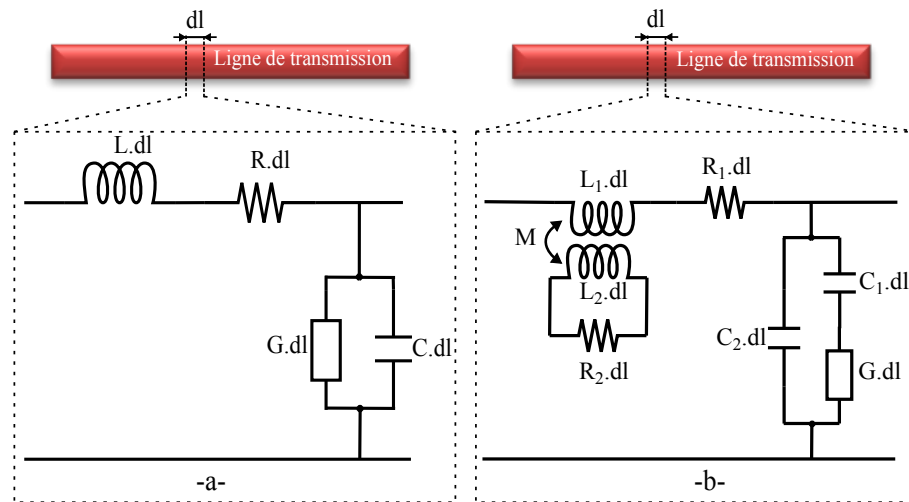 dl
Ligne de transmission
L.dl
R.dl
G.dl
C.dl
-a-
dl
Ligne de transmission
L₁.dl
R₁.dl
M
L₂.dl
R₂.dl
C₁.dl
C₂.dl
G.dl
-b-